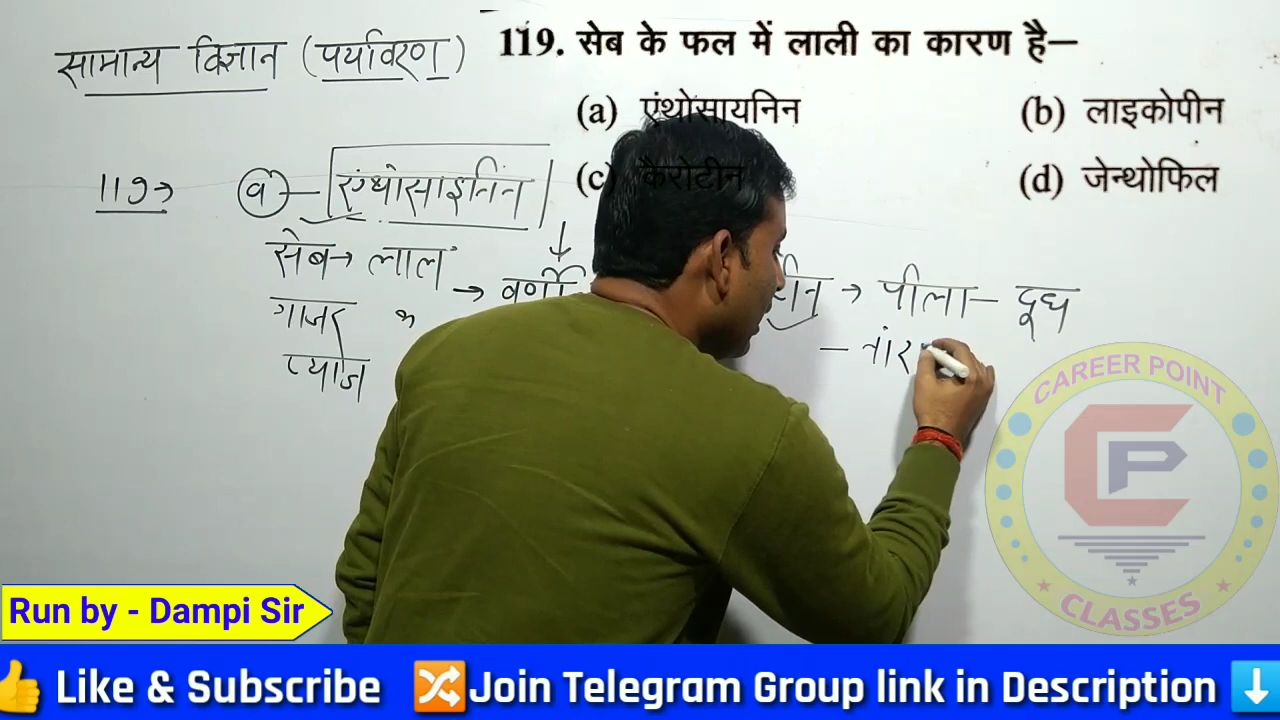 सामान्य विज्ञान (पर्यावरण)
119. सेब के फल में लाली का कारण है—
(a) एंथोसायनिन
(b) लाइकोपीन
(c) कैरोटीन
(d) जेन्थोफिल
119→ (a) — एंथोसाइनिन
सेब → लाल
→ वर्णी
टीन → पीला — दूध
गाजर "
— नांर
प्याज
CAREER POINT
CP
CLASSES
Run by - Dampi Sir
👍 Like & Subscribe 🔀 Join Telegram Group link in Description ⬇️